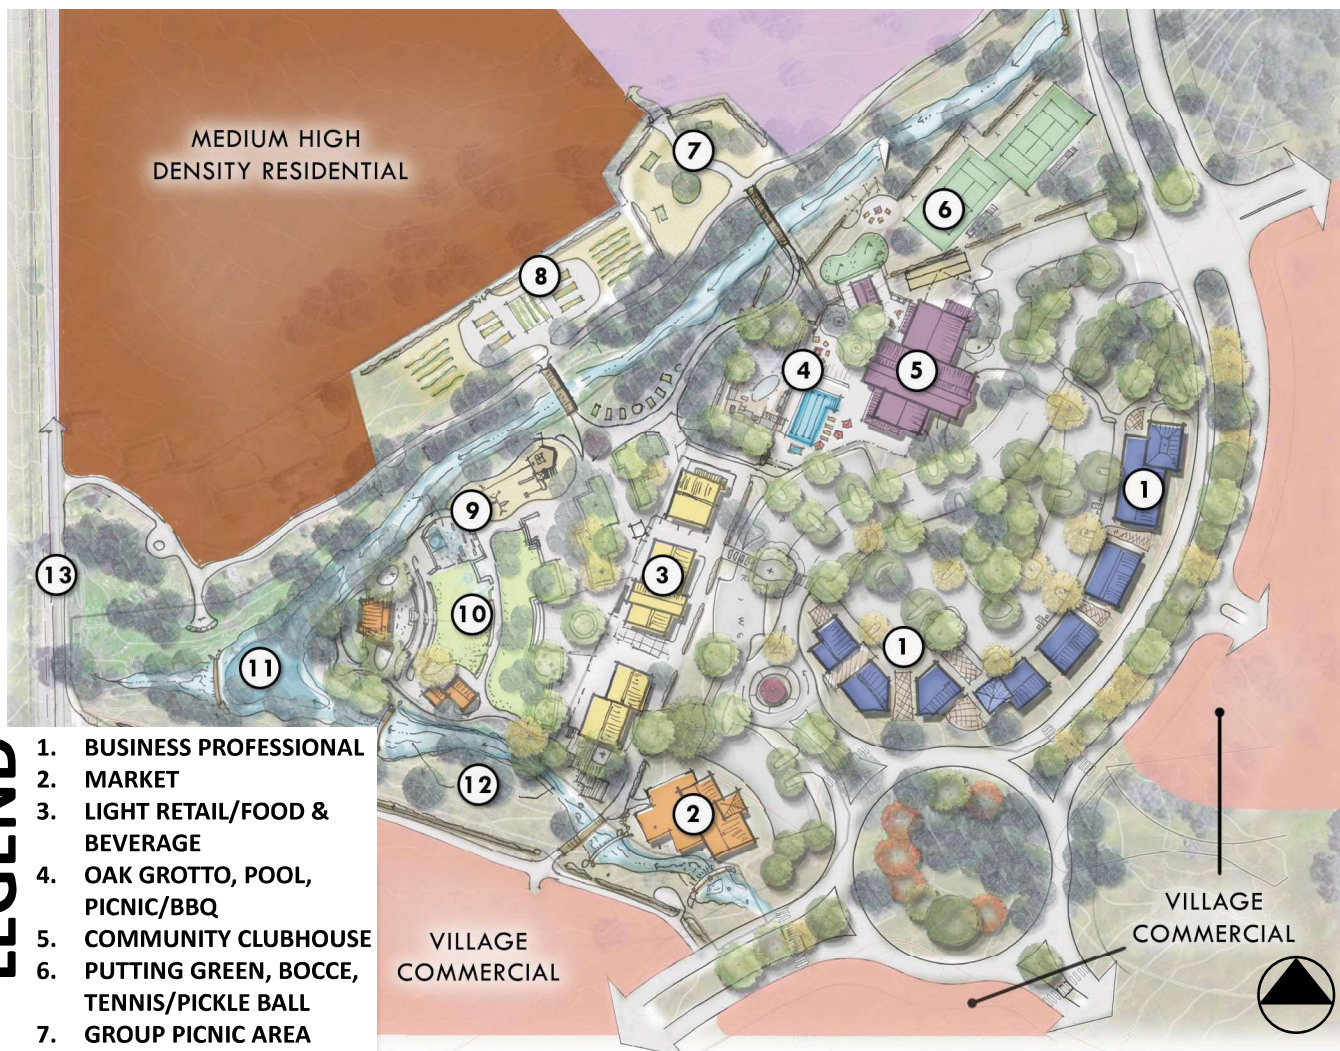 MEDIUM HIGH
DENSITY RESIDENTIAL
7
6
8
4
5
1
9
3
13
10
1
11
12
2
VILLAGE
COMMERCIAL
VILLAGE
COMMERCIAL
LEGEND
1. BUSINESS PROFESSIONAL
2. MARKET
3. LIGHT RETAIL/FOOD &
BEVERAGE
4. OAK GROTTO, POOL,
PICNIC/BBQ
5. COMMUNITY CLUBHOUSE
6. PUTTING GREEN, BOCCE,
TENNIS/PICKLE BALL
7. GROUP PICNIC AREA